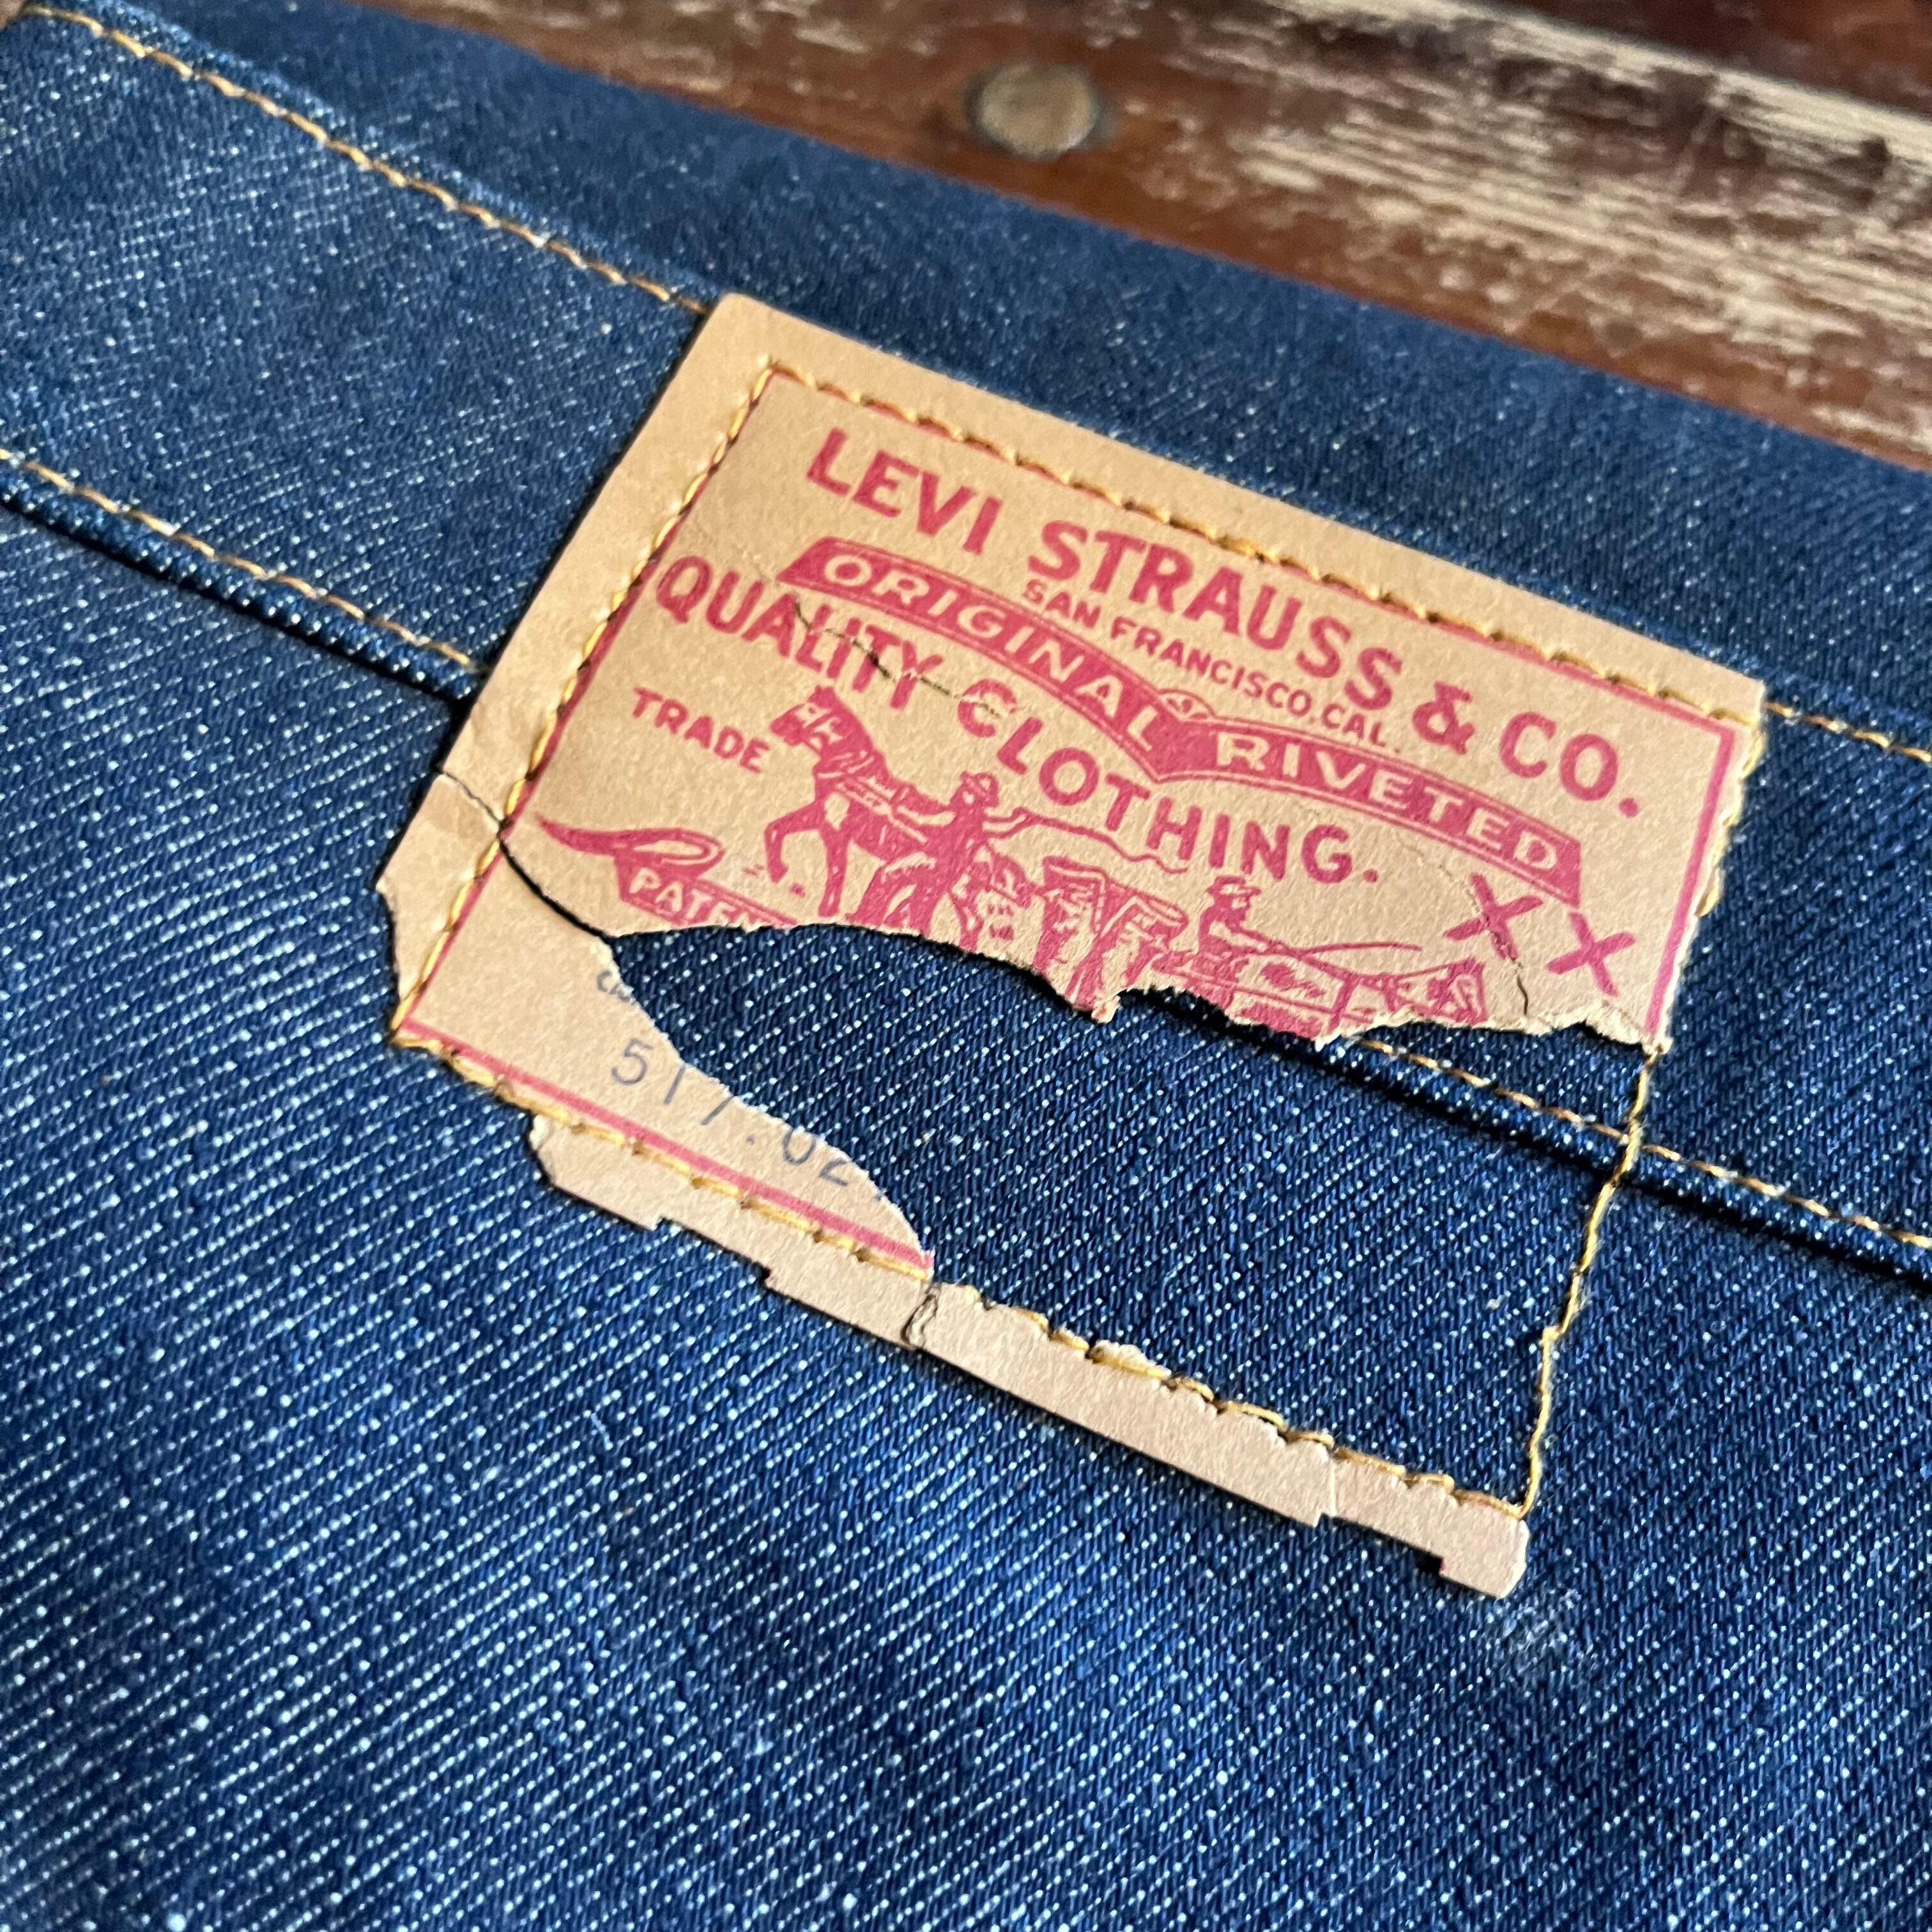 LEVI STRAUSS & CO.
SAN FRANCISCO, CAL.
ORIGINAL RIVETED
QUALITY CLOTHING.
TRADE
XX